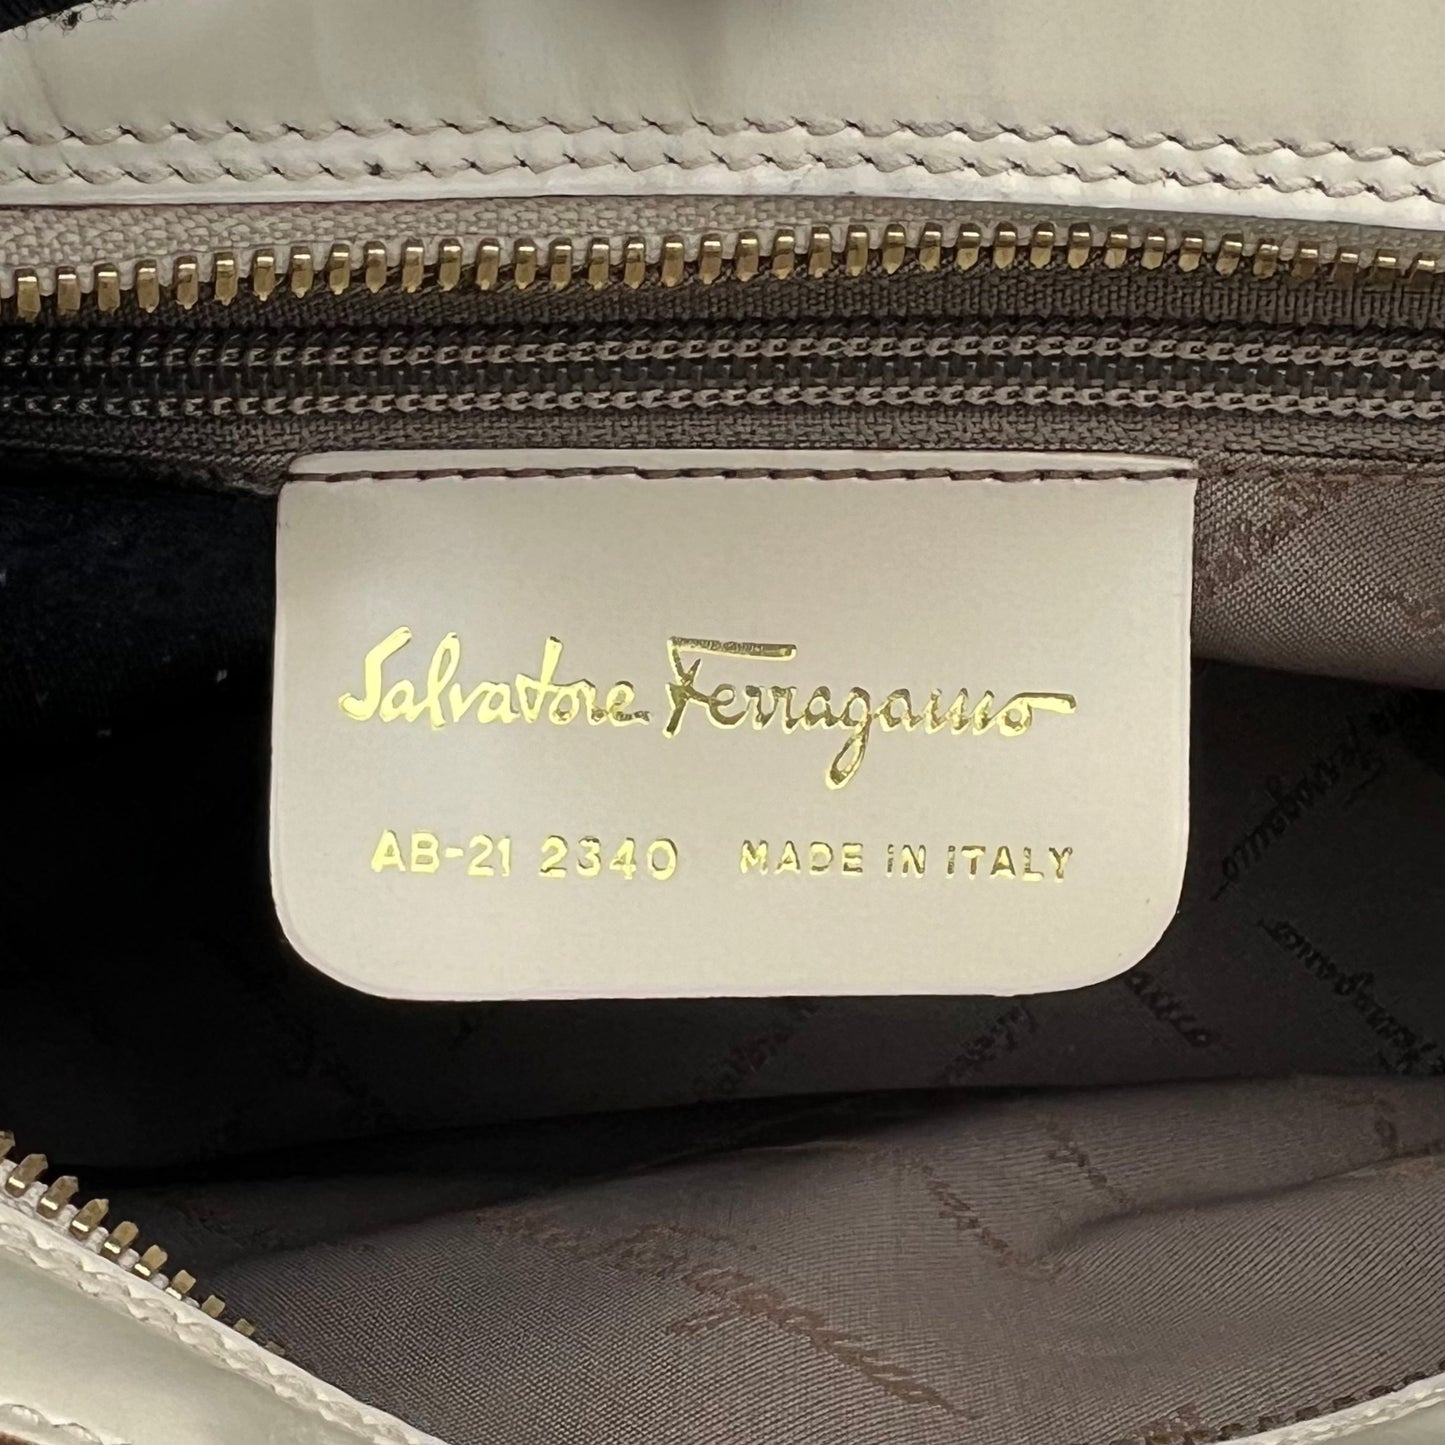 Salvatore Ferragamo
AB-21 2340 MADE IN ITALY